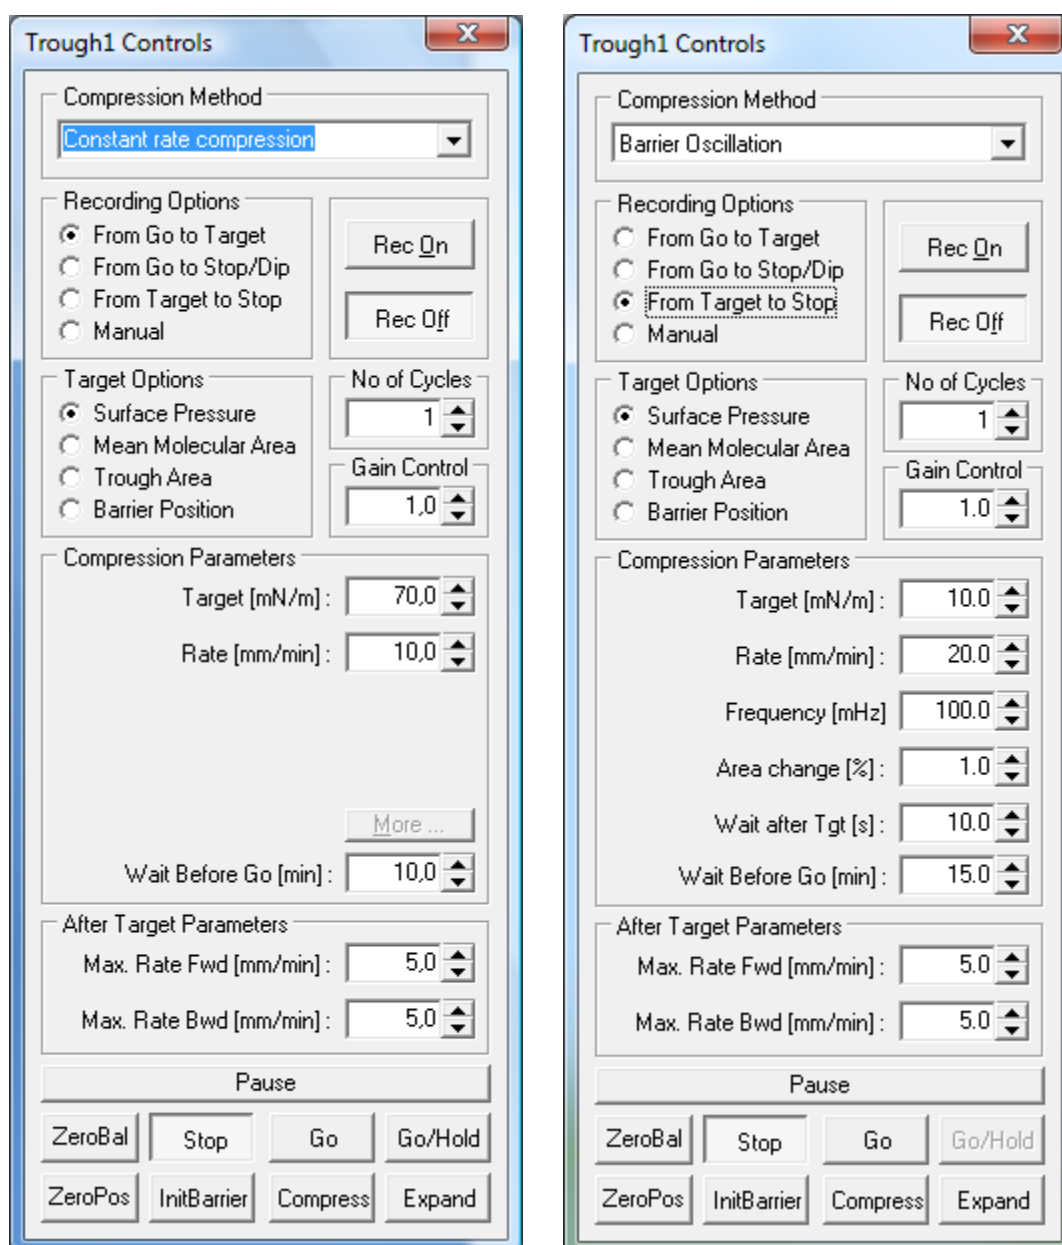 Trough1 Controls
Compression Method
Constant rate compression
Recording Options
From Go to Target
From Go to Stop/Dip
From Target to Stop
Manual
Rec On
Rec Off
Target Options
Surface Pressure
Mean Molecular Area
Trough Area
Barrier Position
No of Cycles
1
Gain Control
1,0
Compression Parameters
Target [mN/m] : 70,0
Rate [mm/min] : 10,0
More ...
Wait Before Go [min] : 10,0
After Target Parameters
Max. Rate Fwd [mm/min] : 5,0
Max. Rate Bwd [mm/min] : 5,0
Pause
ZeroBal Stop Go Go/Hold
ZeroPos InitBarrier Compress Expand
Trough1 Controls
Compression Method
Barrier Oscillation
Recording Options
From Go to Target
From Go to Stop/Dip
From Target to Stop
Manual
Rec On
Rec Off
Target Options
Surface Pressure
Mean Molecular Area
Trough Area
Barrier Position
No of Cycles
1
Gain Control
1.0
Compression Parameters
Target [mN/m] : 10.0
Rate [mm/min] : 20.0
Frequency [mHz] 100.0
Area change [%] : 1.0
Wait after Tgt [s] : 10.0
Wait Before Go [min] : 15.0
After Target Parameters
Max. Rate Fwd [mm/min] : 5.0
Max. Rate Bwd [mm/min] : 5.0
Pause
ZeroBal Stop Go Go/Hold
ZeroPos InitBarrier Compress Expand